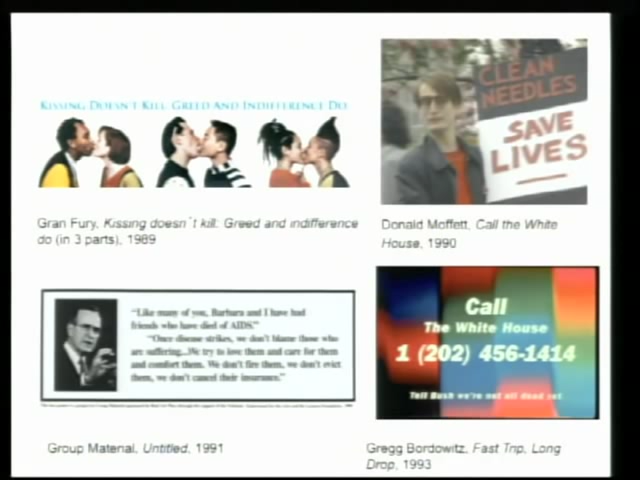 KISSING DOESN'T KILL: GREED AND INDIFFERENCE DO.
CLEAN
NEEDLES
SAVE
LIVES
Gran Fury, Kissing doesn´t kill: Greed and indifference
do (in 3 parts), 1989
Donald Moffett, Call the White
House, 1990
"Like many of you, Barbara and I have had
friends who have died of AIDS."
"Once disease strikes, we don't blame those who
are suffering...We try to love them and care for them
and comfort them. We don't fire them, we don't evict
them, we don't cancel their insurance."
Call
The White House
1 (202) 456-1414
Tell Bush we're not all dead yet
Group Material, Untitled, 1991
Gregg Bordowitz, Fast Trip, Long
Drop, 1993